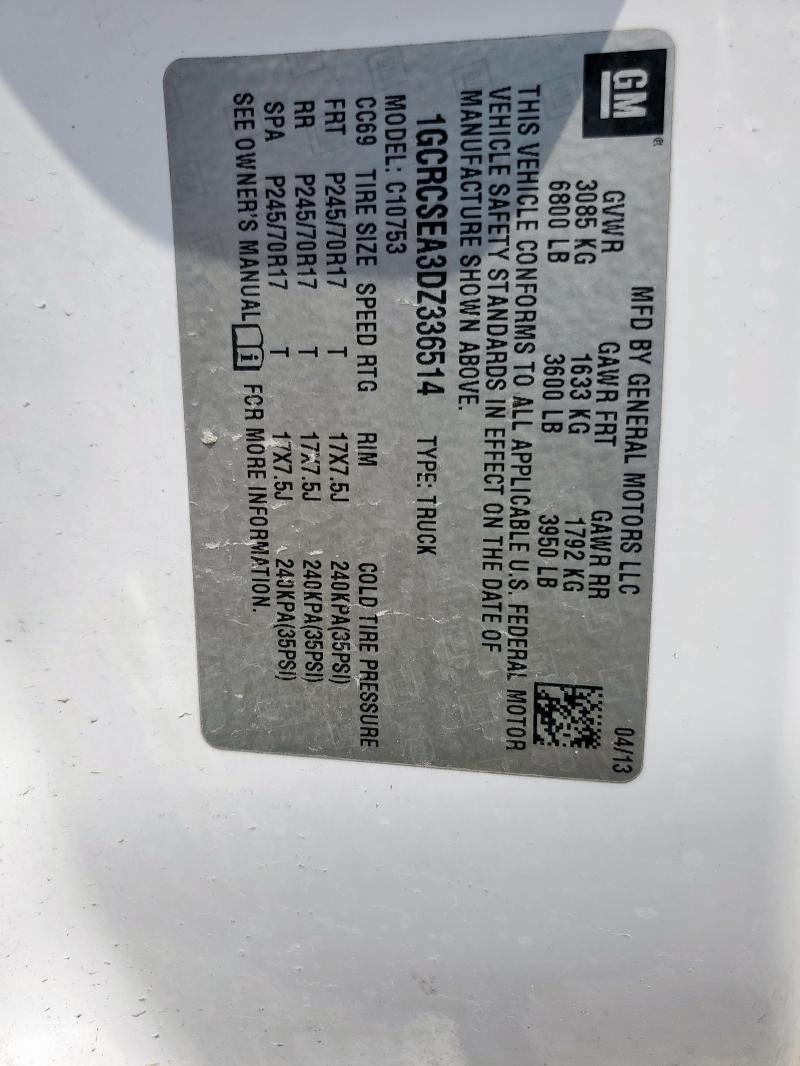 GM
MFD BY GENERAL MOTORS LLC 04/13
GVWR GAWR FRT GAWR RR
3085 KG 1633 KG 1792 KG
6800 LB 3600 LB 3950 LB
THIS VEHICLE CONFORMS TO ALL APPLICABLE U.S. FEDERAL MOTOR
VEHICLE SAFETY STANDARDS IN EFFECT ON THE DATE OF
MANUFACTURE SHOWN ABOVE.
1GCRCSEA3DZ336514 TYPE: TRUCK
MODEL: C10753
CC69 TIRE SIZE SPEED RTG RIM COLD TIRE PRESSURE
FRT P245/70R17 T 17X7.5J 240KPA(35PSI)
RR P245/70R17 T 17X7.5J 240KPA(35PSI)
SPA P245/70R17 T 17X7.5J 240KPA(35PSI)
SEE OWNER'S MANUAL i FOR MORE INFORMATION.